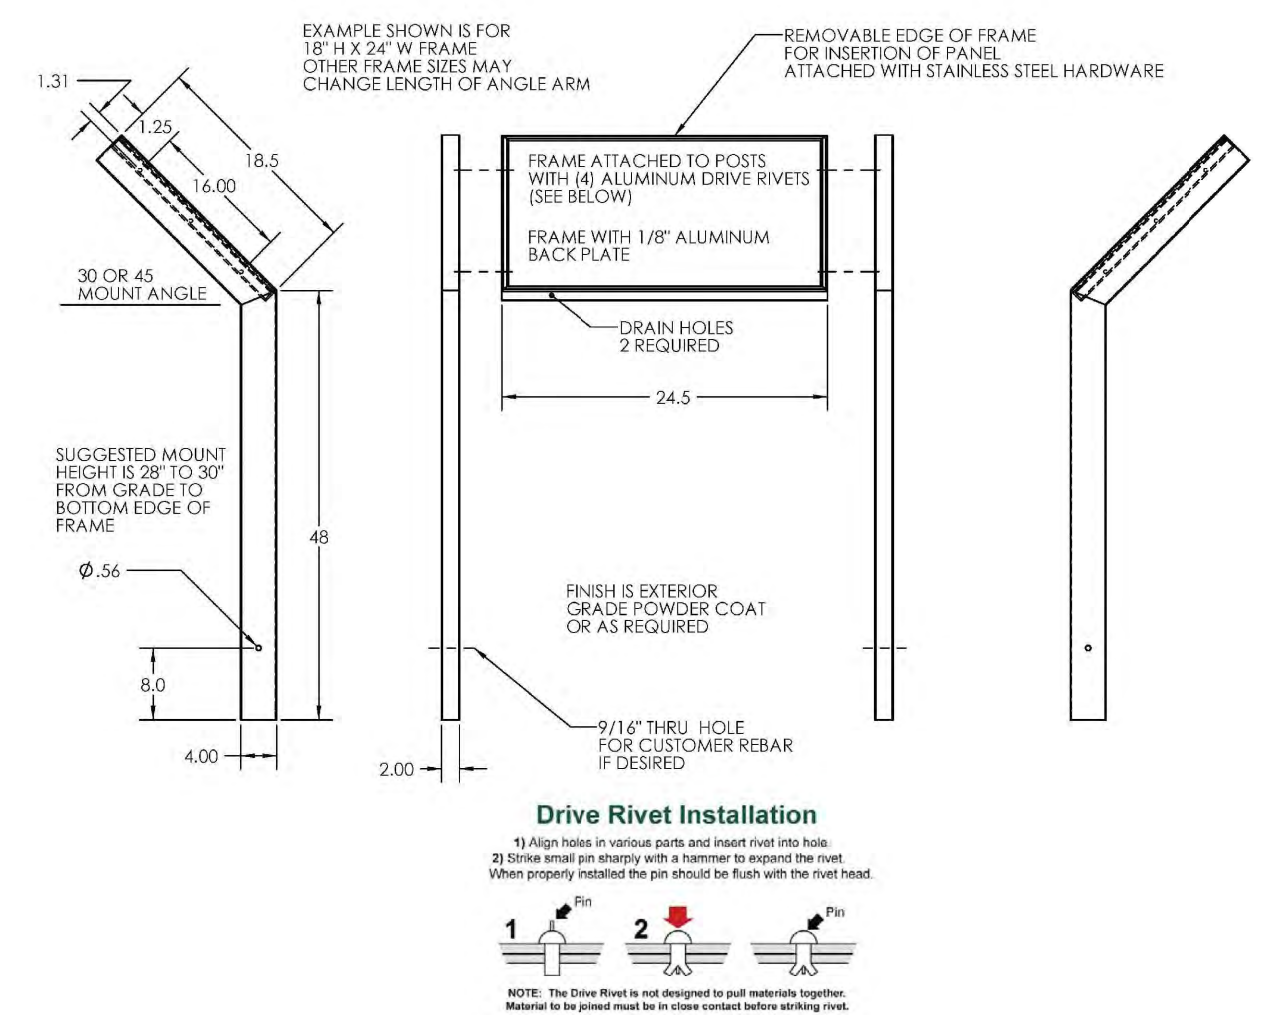 EXAMPLE SHOWN IS FOR
18" H X 24" W FRAME
OTHER FRAME SIZES MAY
CHANGE LENGTH OF ANGLE ARM
REMOVABLE EDGE OF FRAME
FOR INSERTION OF PANEL
ATTACHED WITH STAINLESS STEEL HARDWARE
1.31
1.25
18.5
16.00
FRAME ATTACHED TO POSTS
WITH (4) ALUMINUM DRIVE RIVETS
(SEE BELOW)
FRAME WITH 1/8" ALUMINUM
BACK PLATE
30 OR 45
MOUNT ANGLE
DRAIN HOLES
2 REQUIRED
24.5
SUGGESTED MOUNT
HEIGHT IS 28" TO 30"
FROM GRADE TO
BOTTOM EDGE OF
FRAME
48
Ø.56
FINISH IS EXTERIOR
GRADE POWDER COAT
OR AS REQUIRED
8.0
9/16" THRU HOLE
FOR CUSTOMER REBAR
IF DESIRED
4.00
2.00
Drive Rivet Installation
1) Align holes in various parts and insert rivet into hole.
2) Strike small pin sharply with a hammer to expand the rivet.
When properly installed the pin should be flush with the rivet head.
1
Pin
2
Pin
NOTE: The Drive Rivet is not designed to pull materials together.
Material to be joined must be in close contact before striking rivet.